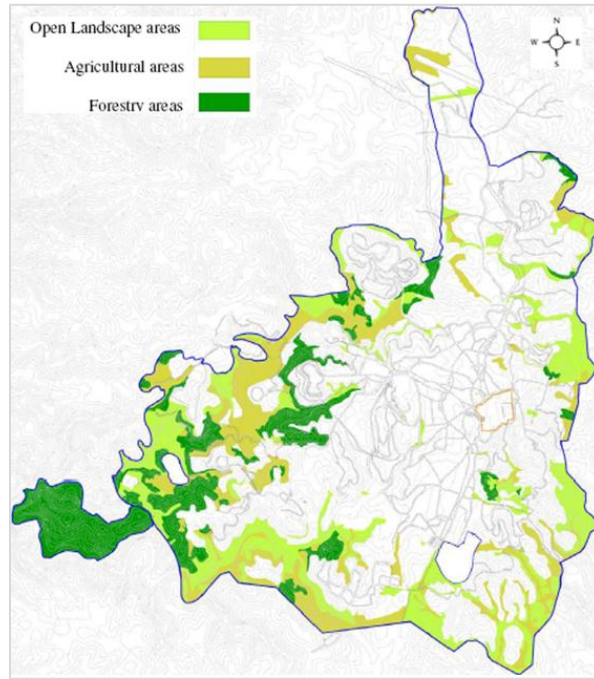 Open Landscape areas
Agricultural areas
Forestry areas
N
W E
S